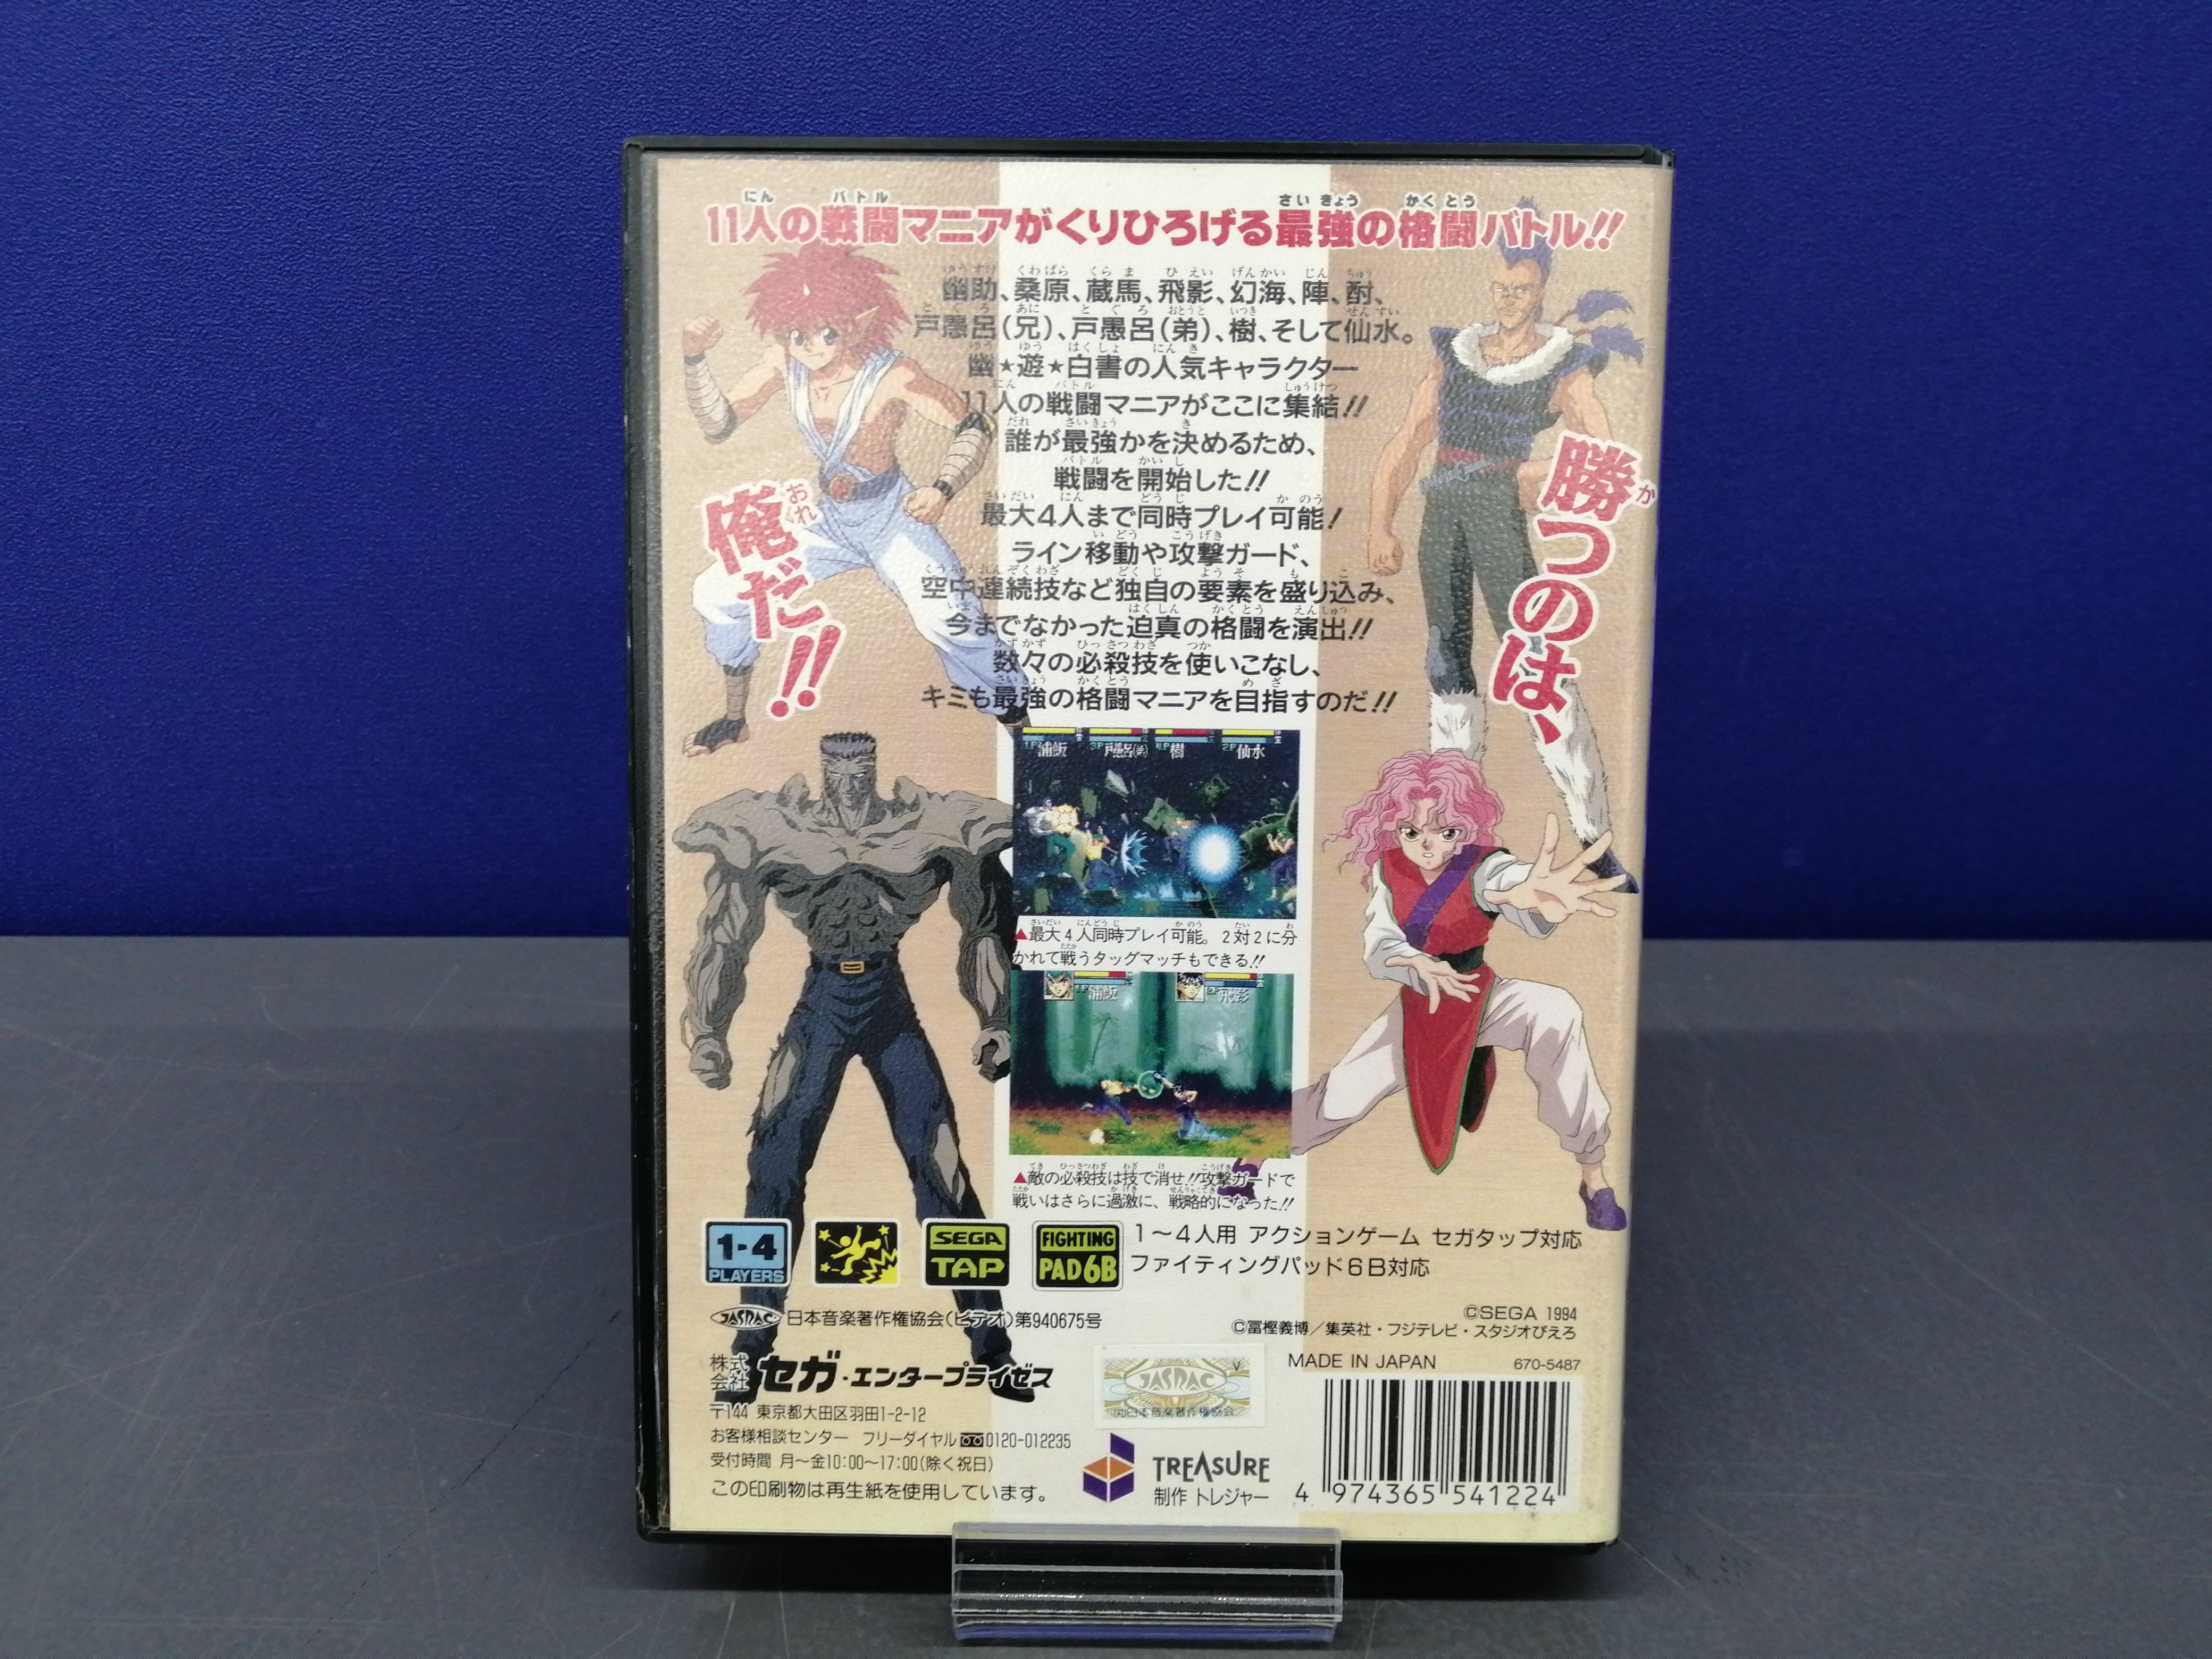 11人の戦闘マニアがくりひろげる最強の格闘バトル!!
幽助、桑原、蔵馬、飛影、幻海、陣、酎、
戸愚呂(兄)、戸愚呂(弟)、樹、そして仙水。
幽★遊★白書の人気キャラクター
11人の戦闘マニアがここに集結!!
誰が最強かを決めるため、
戦闘を開始した!!
最大4人まで同時プレイ可能!
ライン移動や攻撃ガード、
空中連続技など独自の要素を盛り込み、
今までなかった迫真の格闘を演出!!
数々の必殺技を使いこなし、
キミも最強の格闘マニアを目指すのだ!!
勝つのは、
俺だ!!
1P 浦飯 3P 戸愚呂(弟) 4P 樹 2P 仙水
▲最大4人同時プレイ可能。2対2に分
かれて戦うタッグマッチもできる!!
1P 浦飯 2P 飛影
▲敵の必殺技は技で消せ!!攻撃ガードで
戦いはさらに過激に、戦略的になった!!
1-4 PLAYERS
SEGA TAP
FIGHTING PAD 6B
1～4人用 アクションゲーム セガタップ対応
ファイティングパッド6B対応
JASRAC 日本音楽著作権協会(ビデオ)第940675号
©SEGA 1994
©冨樫義博／集英社・フジテレビ・スタジオぴえろ
株式会社 セガ・エンタープライゼス
MADE IN JAPAN 670-5487
V
JASRAC
日本音楽著作権協会
〒144 東京都大田区羽田1-2-12
お客様相談センター フリーダイヤル 0120-012235
受付時間 月～金10:00～17:00(除く祝日)
この印刷物は再生紙を使用しています。
TREASURE
制作 トレジャー
4 974365 541224